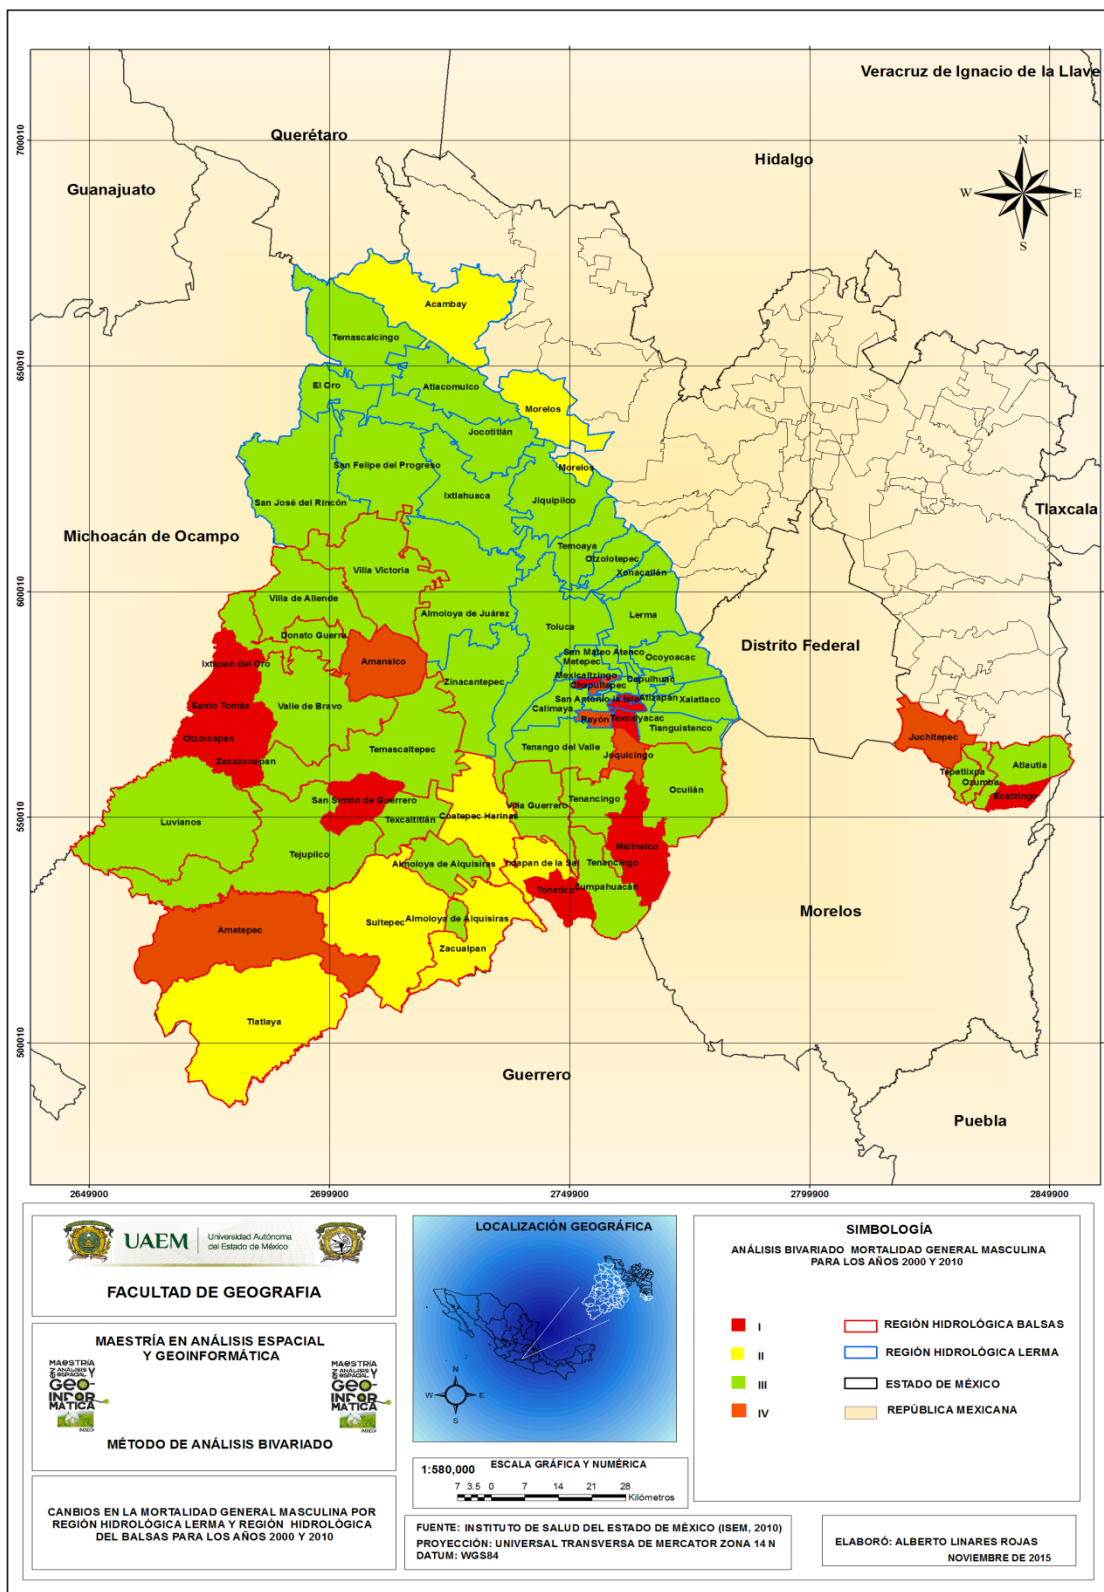 Veracruz de Ignacio de la Llave
Querétaro
Hidalgo
Guanajuato
N
W E
S
700010
Acambay
Temascalcingo
650010
El Oro
Atlacomulco
Morelos
Jocotitlán
San Felipe del Progreso
Morelos
Ixtlahuaca
San José del Rincón
Jiquipilco
Tlaxcala
Michoacán de Ocampo
Temoaya
Otzolotepec
Villa Victoria
Xonacatlán
600010
Villa de Allende
Almoloya de Juárez
Lerma
Toluca
Donato Guerra
Distrito Federal
San Mateo Atenco
Ixtapan del Oro
Amanalco
Metepec
Ocoyoacac
Mexicaltzingo
Zinacantepec
Chapultepec
Capulhuac
San Antonio la Isla
Atizapán
Xalatlaco
Santo Tomás
Valle de Bravo
Calimaya
Rayón
Texcalyacac
Tianguistenco
Otzoloapan
Juchitepec
Temascaltepec
Tenango del Valle
Joquicingo
Zacazonapan
Atlautla
Tepetlixpa
Ozumba
Ecatzingo
San Simón de Guerrero
Villa Guerrero
Tenancingo
Ocuilán
550010
Luvianos
Texcaltitlán
Coatepec Harinas
Malinalco
Tejupilco
Almoloya de Alquisiras
Ixtapan de la Sal
Tenancingo
Tonatico
Zumpahuacán
Morelos
Sultepec
Almoloya de Alquisiras
Amatepec
Zacualpan
Tlatlaya
500010
Guerrero
Puebla
2649900 2699900 2749900 2799900 2849900
UAEM Universidad Autónoma
del Estado de México
FACULTAD DE GEOGRAFIA
MAESTRÍA EN ANÁLISIS ESPACIAL
Y GEOINFORMÁTICA
MÉTODO DE ANÁLISIS BIVARIADO
CANBIOS EN LA MORTALIDAD GENERAL MASCULINA POR
REGIÓN HIDROLÓGICA LERMA Y REGIÓN HIDROLÓGICA
DEL BALSAS PARA LOS AÑOS 2000 Y 2010
LOCALIZACIÓN GEOGRÁFICA
N
W E
S
ESCALA GRÁFICA Y NUMÉRICA
1:580,000
7 3.5 0 7 14 21 28
Kilómetros
FUENTE: INSTITUTO DE SALUD DEL ESTADO DE MÉXICO (ISEM, 2010)
PROYECCIÓN: UNIVERSAL TRANSVERSA DE MERCATOR ZONA 14 N
DATUM: WGS84
SIMBOLOGÍA
ANÁLISIS BIVARIADO MORTALIDAD GENERAL MASCULINA
PARA LOS AÑOS 2000 Y 2010
I REGIÓN HIDROLÓGICA BALSAS
II REGIÓN HIDROLÓGICA LERMA
III ESTADO DE MÉXICO
IV REPÚBLICA MEXICANA
ELABORÓ: ALBERTO LINARES ROJAS
NOVIEMBRE DE 2015